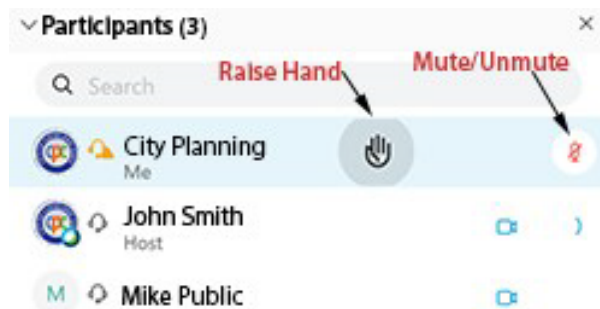 Participants (3)
Raise Hand
Mute/Unmute
Search
City Planning
Me
John Smith
Host
M
Mike Public